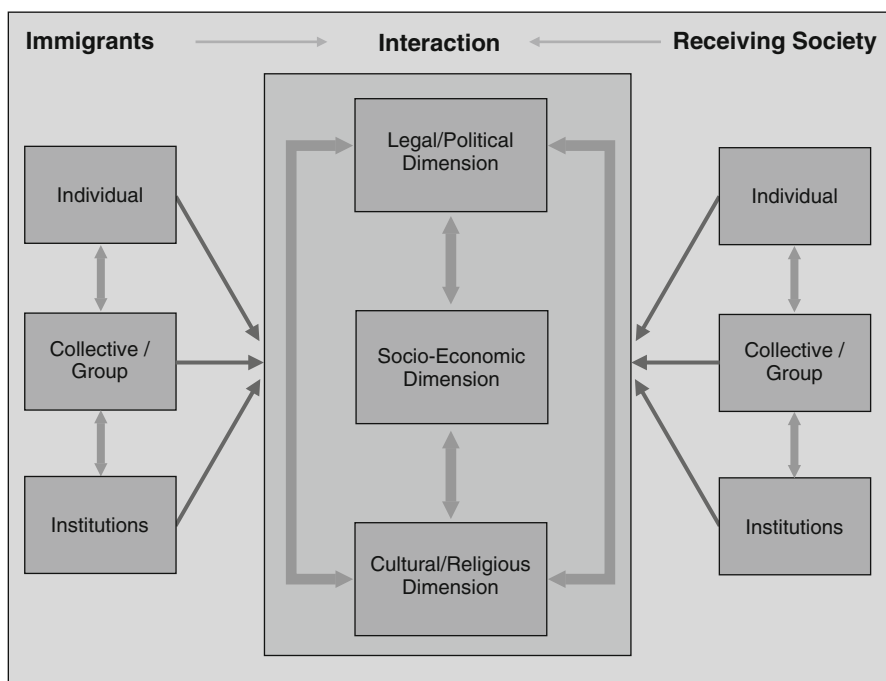 Immigrants
Interaction
Receiving Society
Individual
Collective /
Group
Institutions
Legal/Political
Dimension
Socio-Economic
Dimension
Cultural/Religious
Dimension
Individual
Collective /
Group
Institutions